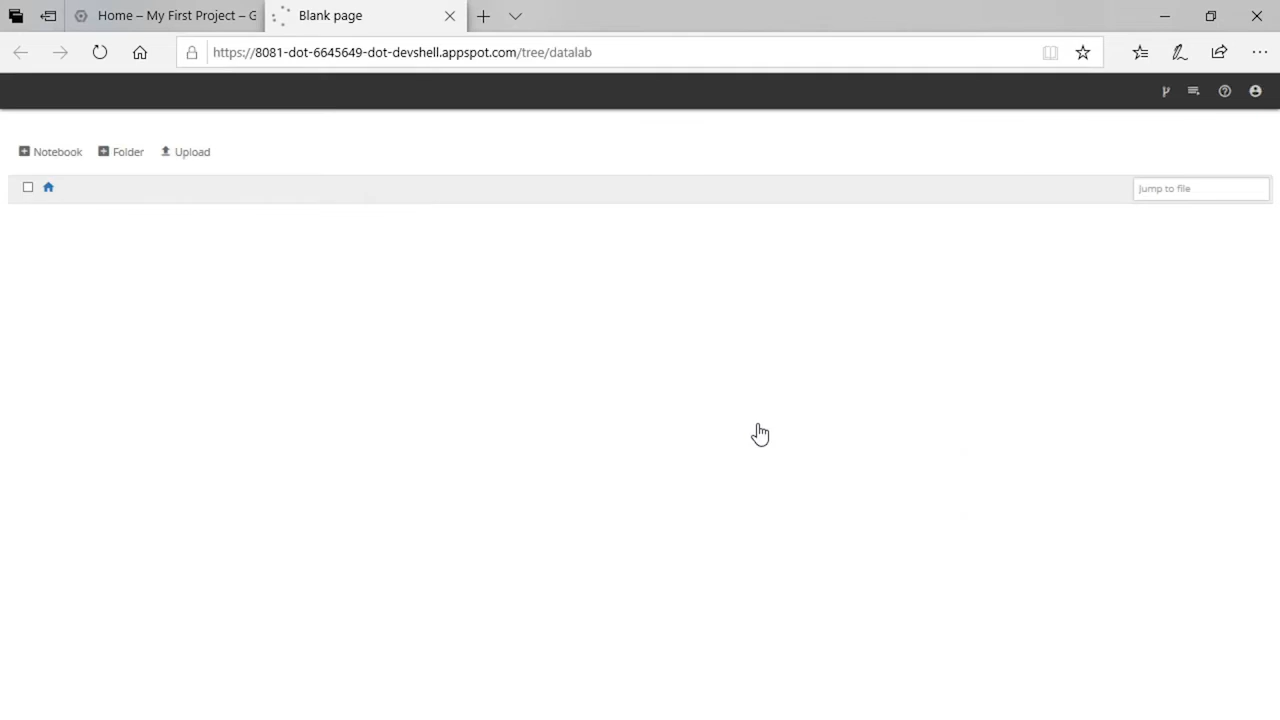 Home – My First Project – G
Blank page
https://8081-dot-6645649-dot-devshell.appspot.com/tree/datalab
Notebook Folder Upload
Jump to file